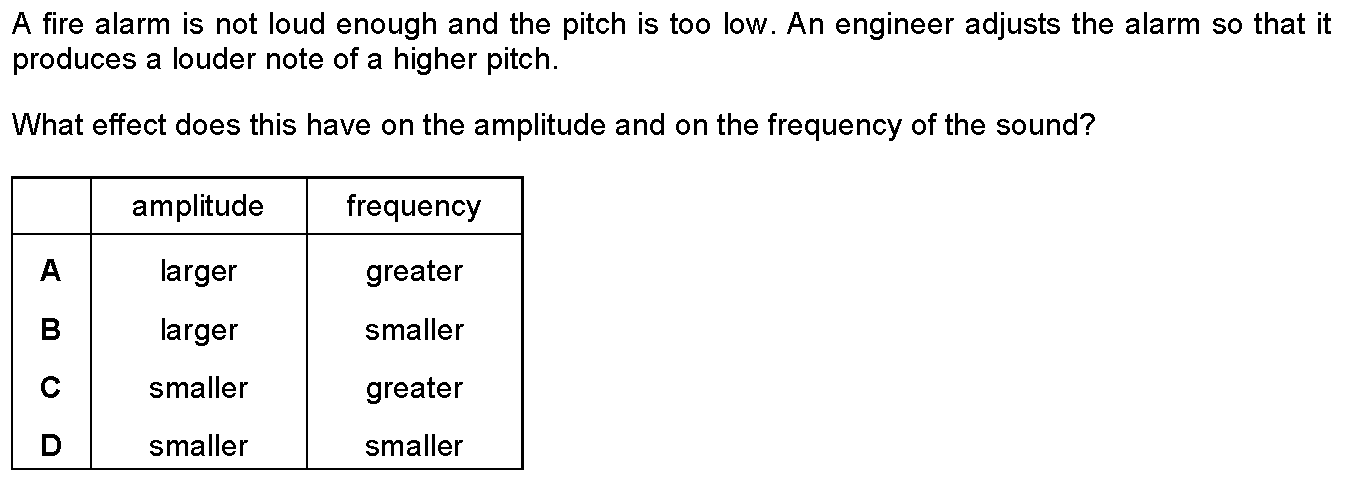 A fire alarm is not loud enough and the pitch is too low. An engineer adjusts the alarm so that it
produces a louder note of a higher pitch.
What effect does this have on the amplitude and on the frequency of the sound?
amplitude frequency
A larger greater
B larger smaller
C smaller greater
D smaller smaller